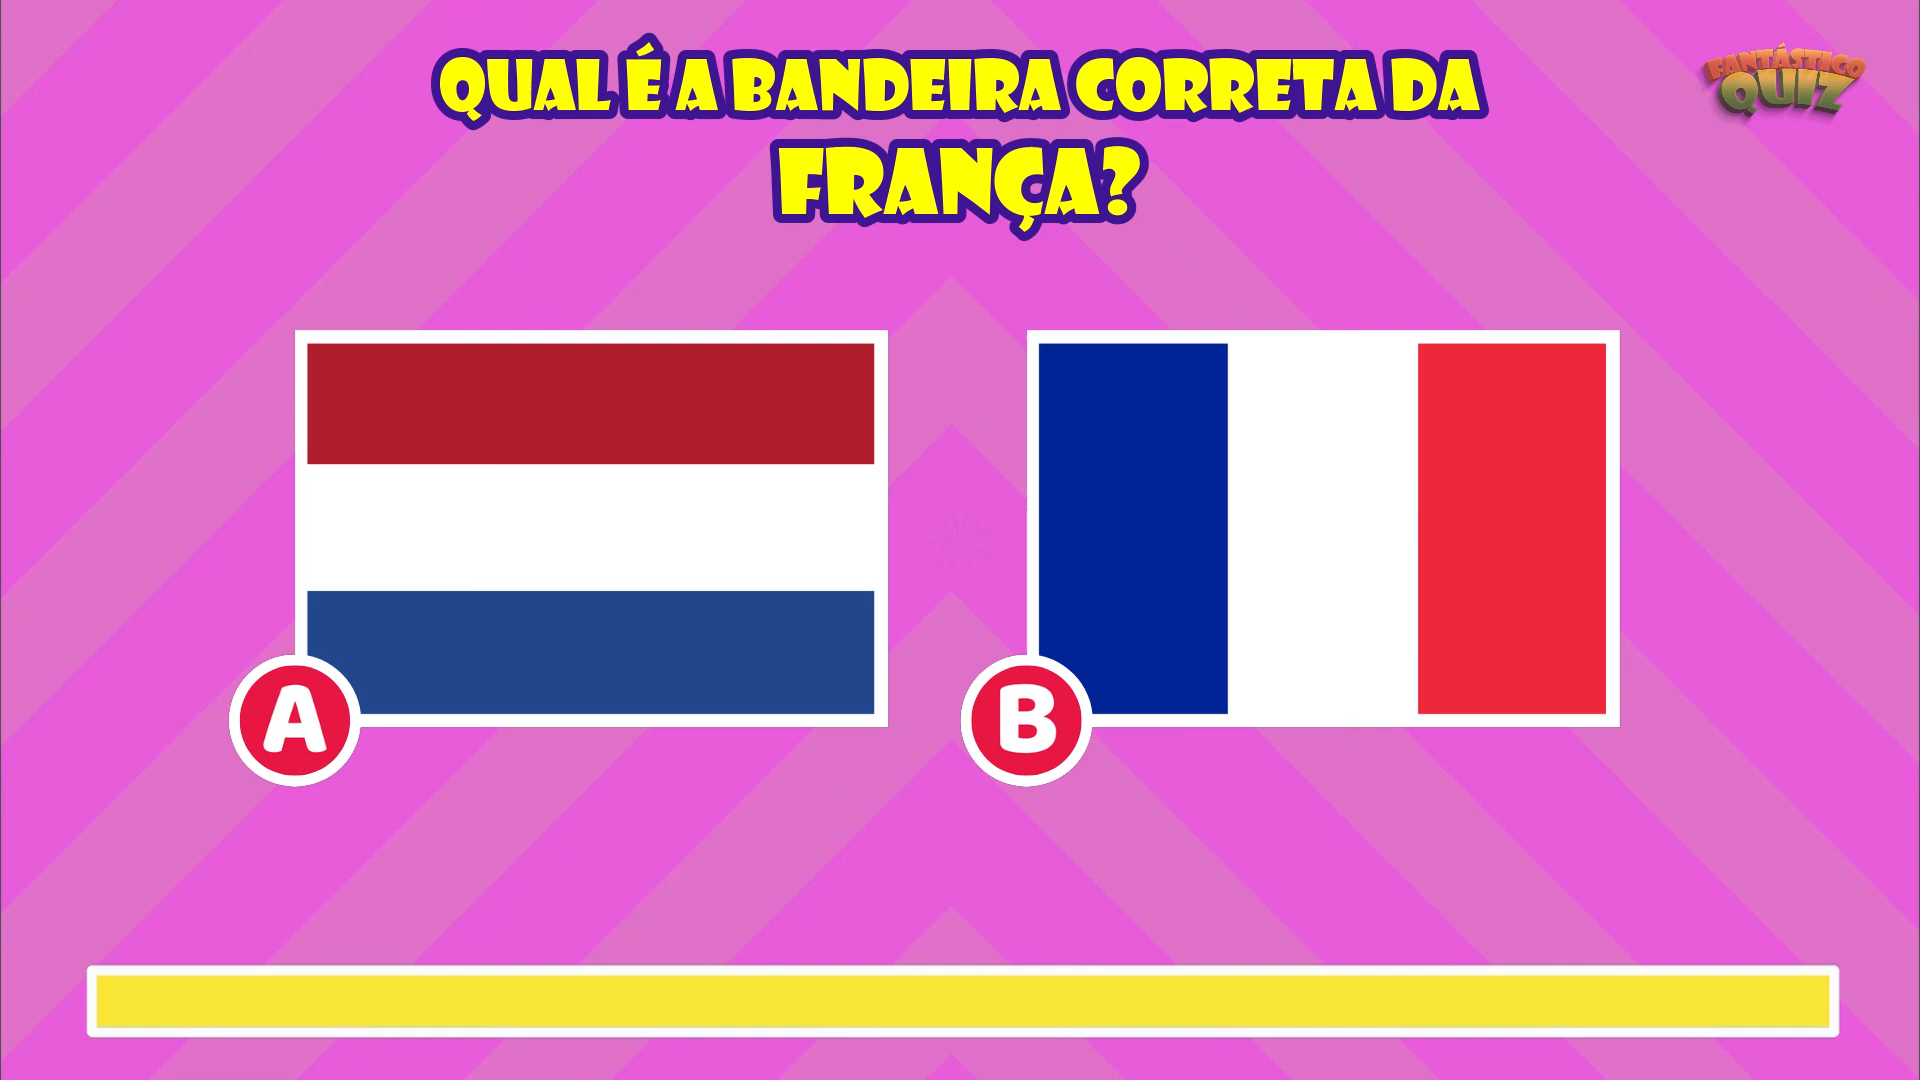 QUAL É A BANDEIRA CORRETA DA
FRANÇA?
FANTÁSTICO
QUIZ
A
B